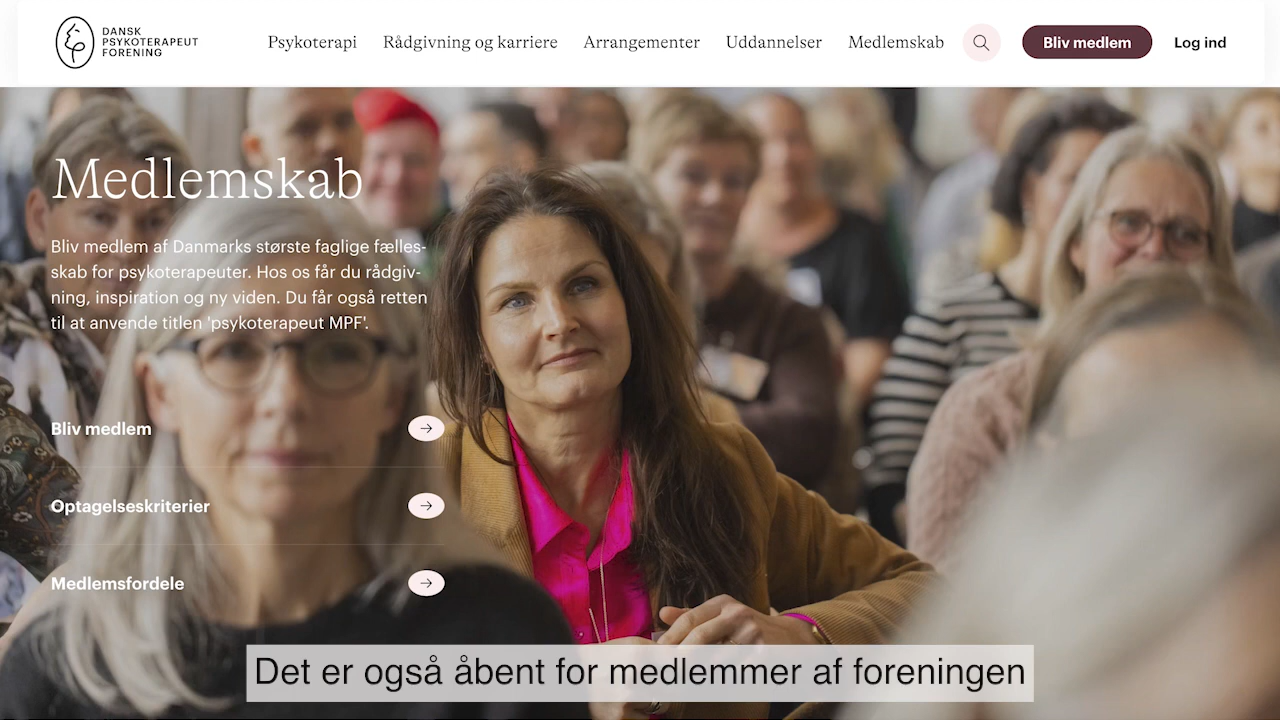 DANSK
PSYKOTERAPEUT
FORENING
Psykoterapi
Rådgivning og karriere
Arrangementer
Uddannelser
Medlemskab
Bliv medlem
Log ind
Medlemskab
Bliv medlem af Danmarks største faglige fælles-
skab for psykoterapeuter. Hos os får du rådgiv-
ning, inspiration og ny viden. Du får også retten
til at anvende titlen 'psykoterapeut MPF'.
Bliv medlem
Optagelseskriterier
Medlemsfordele
Det er også åbent for medlemmer af foreningen